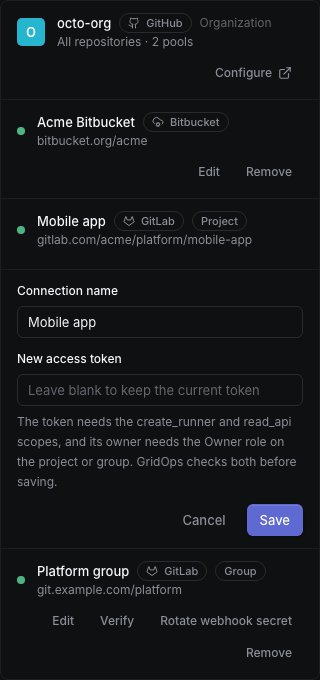 O octo-org GitHub Organization
All repositories · 2 pools
Configure
Acme Bitbucket Bitbucket
bitbucket.org/acme
Edit Remove
Mobile app GitLab Project
gitlab.com/acme/platform/mobile-app
Connection name
Mobile app
New access token
Leave blank to keep the current token
The token needs the create_runner and read_api
scopes, and its owner needs the Owner role on
the project or group. GridOps checks both before
saving.
Cancel Save
Platform group GitLab Group
git.example.com/platform
Edit Verify Rotate webhook secret
Remove